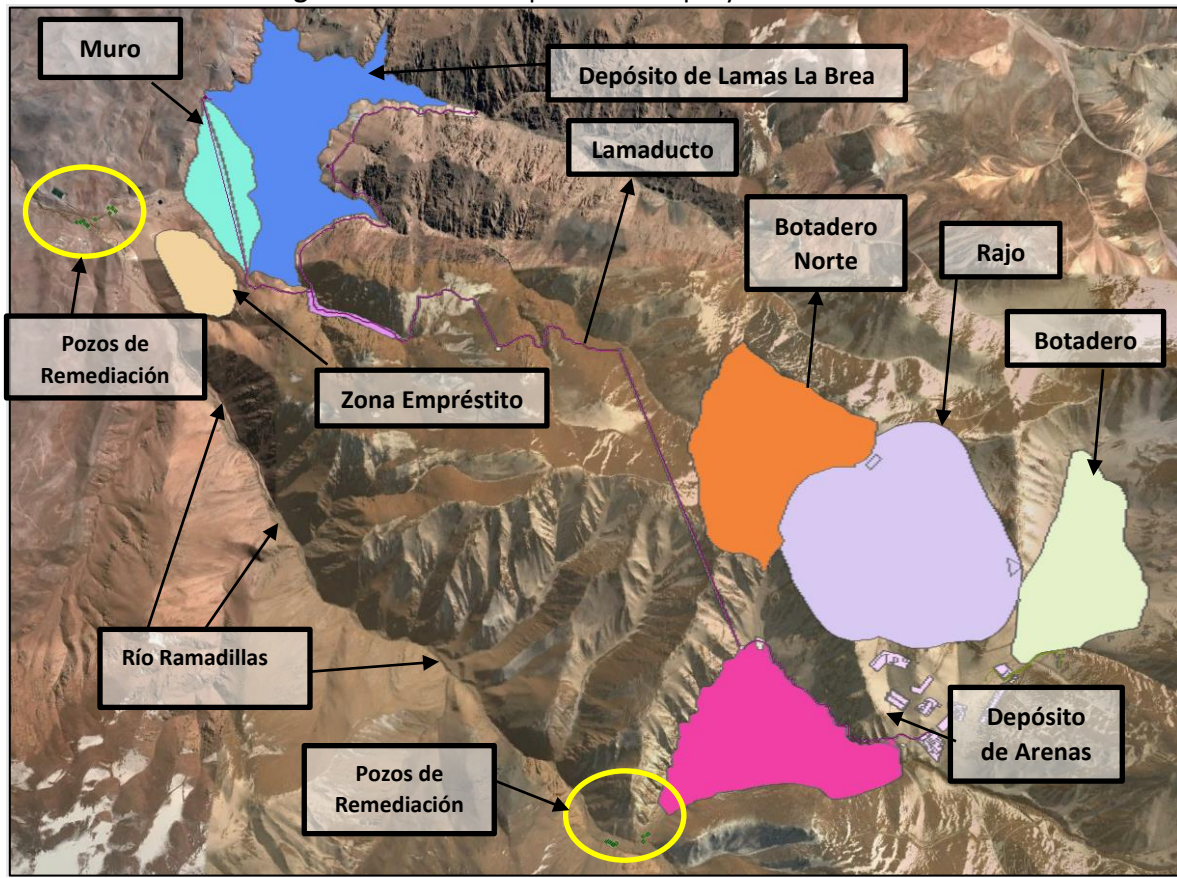 Muro
Depósito de Lamas La Brea
Lamaducto
Botadero
Norte
Rajo
Botadero
Pozos de
Remediación
Zona Empréstito
Río Ramadillas
Depósito
de Arenas
Pozos de
Remediación